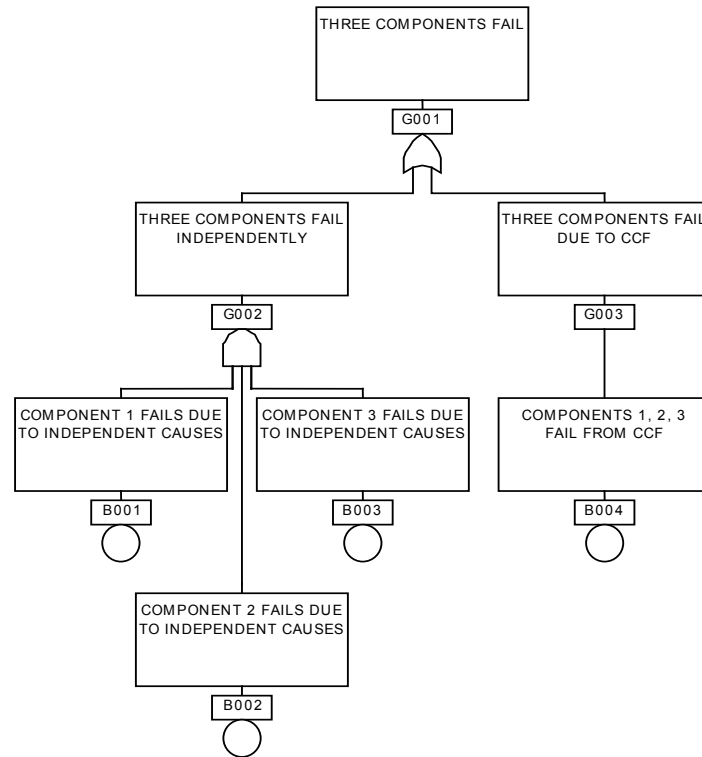 THREE COMPONENTS FAIL
G001
THREE COMPONENTS FAIL
INDEPENDENTLY
G002
THREE COMPONENTS FAIL
DUE TO CCF
G003
COMPONENT 1 FAILS DUE
TO INDEPENDENT CAUSES
B001
COMPONENT 3 FAILS DUE
TO INDEPENDENT CAUSES
B003
COMPONENTS 1, 2, 3
FAIL FROM CCF
B004
COMPONENT 2 FAILS DUE
TO INDEPENDENT CAUSES
B002